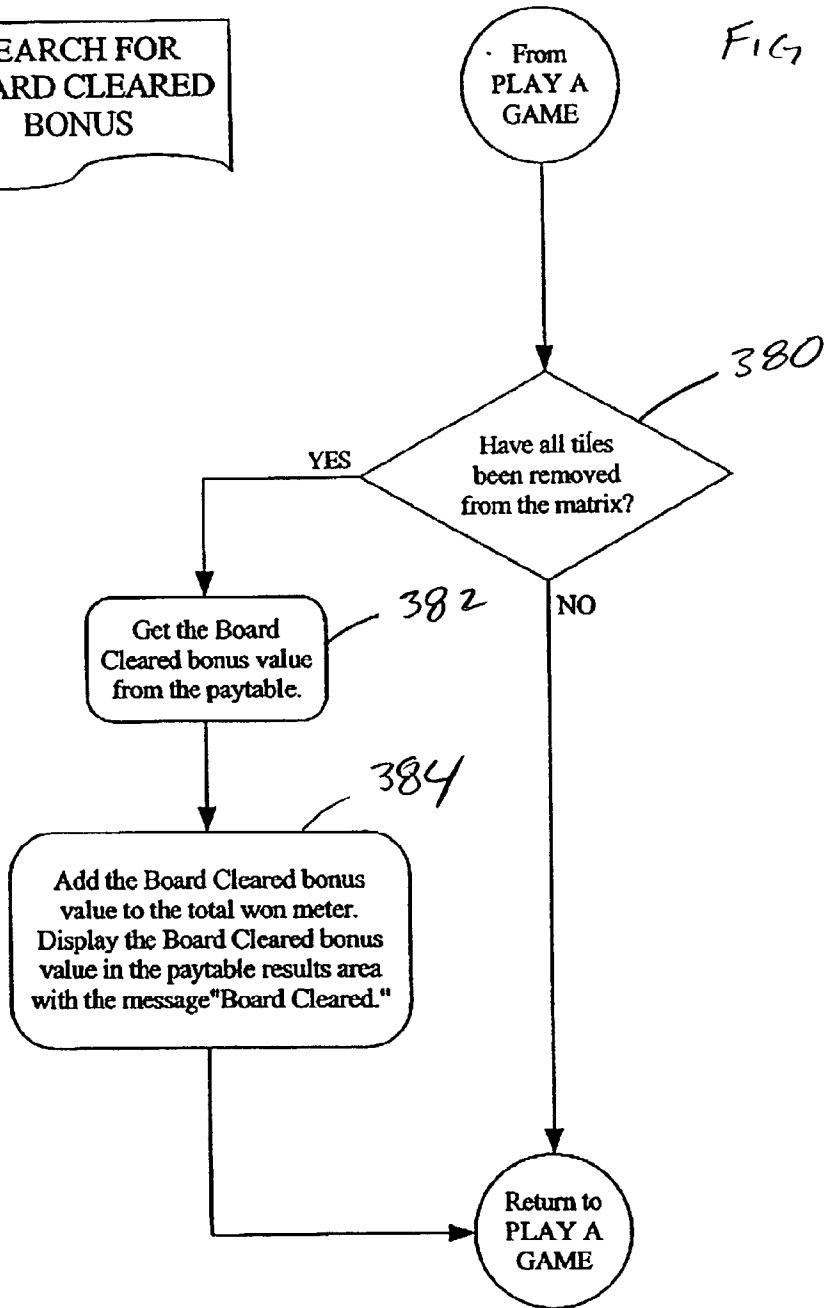 EARCH FOR
ARD CLEARED
BONUS
From
PLAY A
GAME
FIG
380
Have all tiles
been removed
from the matrix?
YES
NO
382
Get the Board
Cleared bonus value
from the paytable.
384
Add the Board Cleared bonus
value to the total won meter.
Display the Board Cleared bonus
value in the paytable results area
with the message "Board Cleared."
Return to
PLAY A
GAME